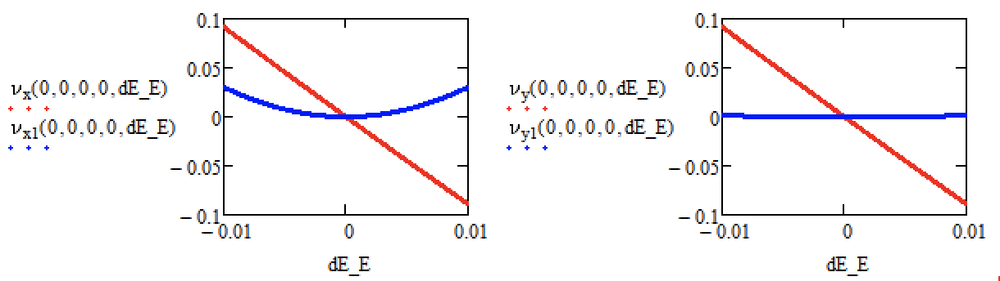 0.1
0.05
0
− 0.05
− 0.1
ν_x(0,0,0,0,dE_E)
ν_x1(0,0,0,0,dE_E)
− 0.01
0
0.01
dE_E
0.1
0.05
0
− 0.05
− 0.1
ν_y(0,0,0,0,dE_E)
ν_y1(0,0,0,0,dE_E)
− 0.01
0
0.01
dE_E